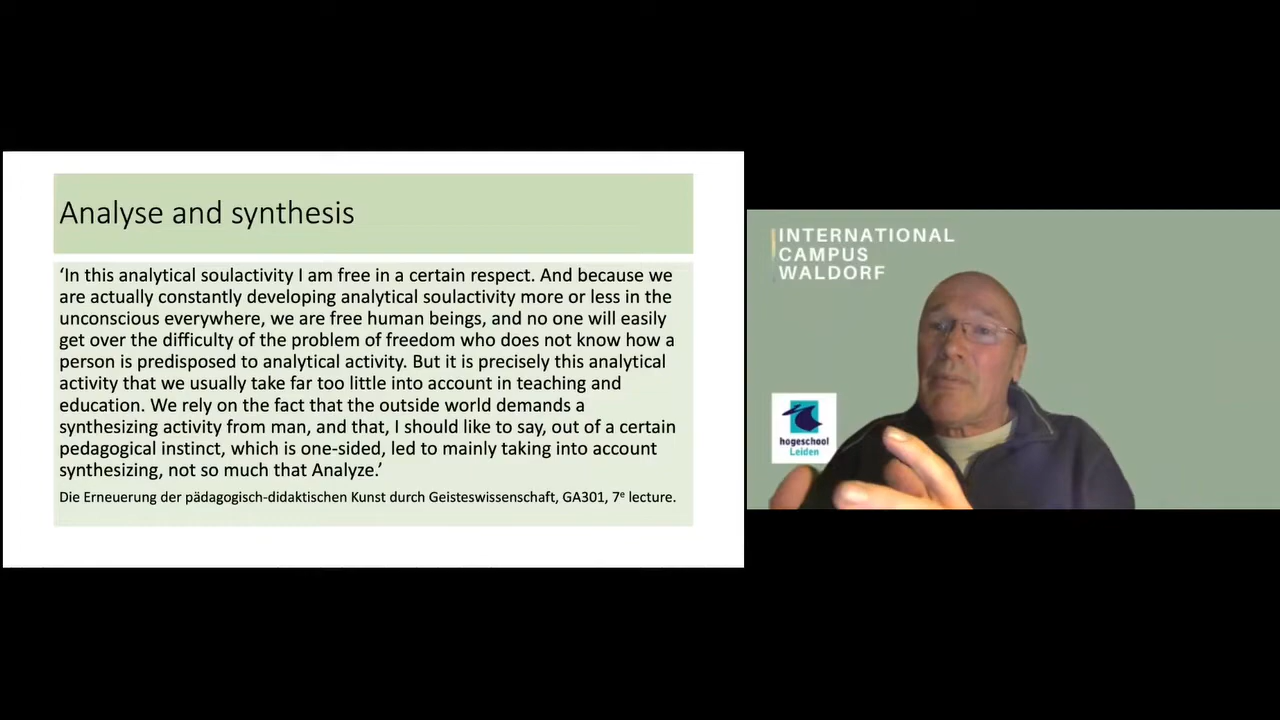 Analyse and synthesis
‘In this analytical soulactivity I am free in a certain respect. And because we
are actually constantly developing analytical soulactivity more or less in the
unconscious everywhere, we are free human beings, and no one will easily
get over the difficulty of the problem of freedom who does not know how a
person is predisposed to analytical activity. But it is precisely this analytical
activity that we usually take far too little into account in teaching and
education. We rely on the fact that the outside world demands a
synthesizing activity from man, and that, I should like to say, out of a certain
pedagogical instinct, which is one-sided, led to mainly taking into account
synthesizing, not so much that Analyze.’
Die Erneuerung der pädagogisch-didaktischen Kunst durch Geisteswissenschaft, GA301, 7e lecture.
INTERNATIONAL
CAMPUS
WALDORF
hogeschool
Leiden